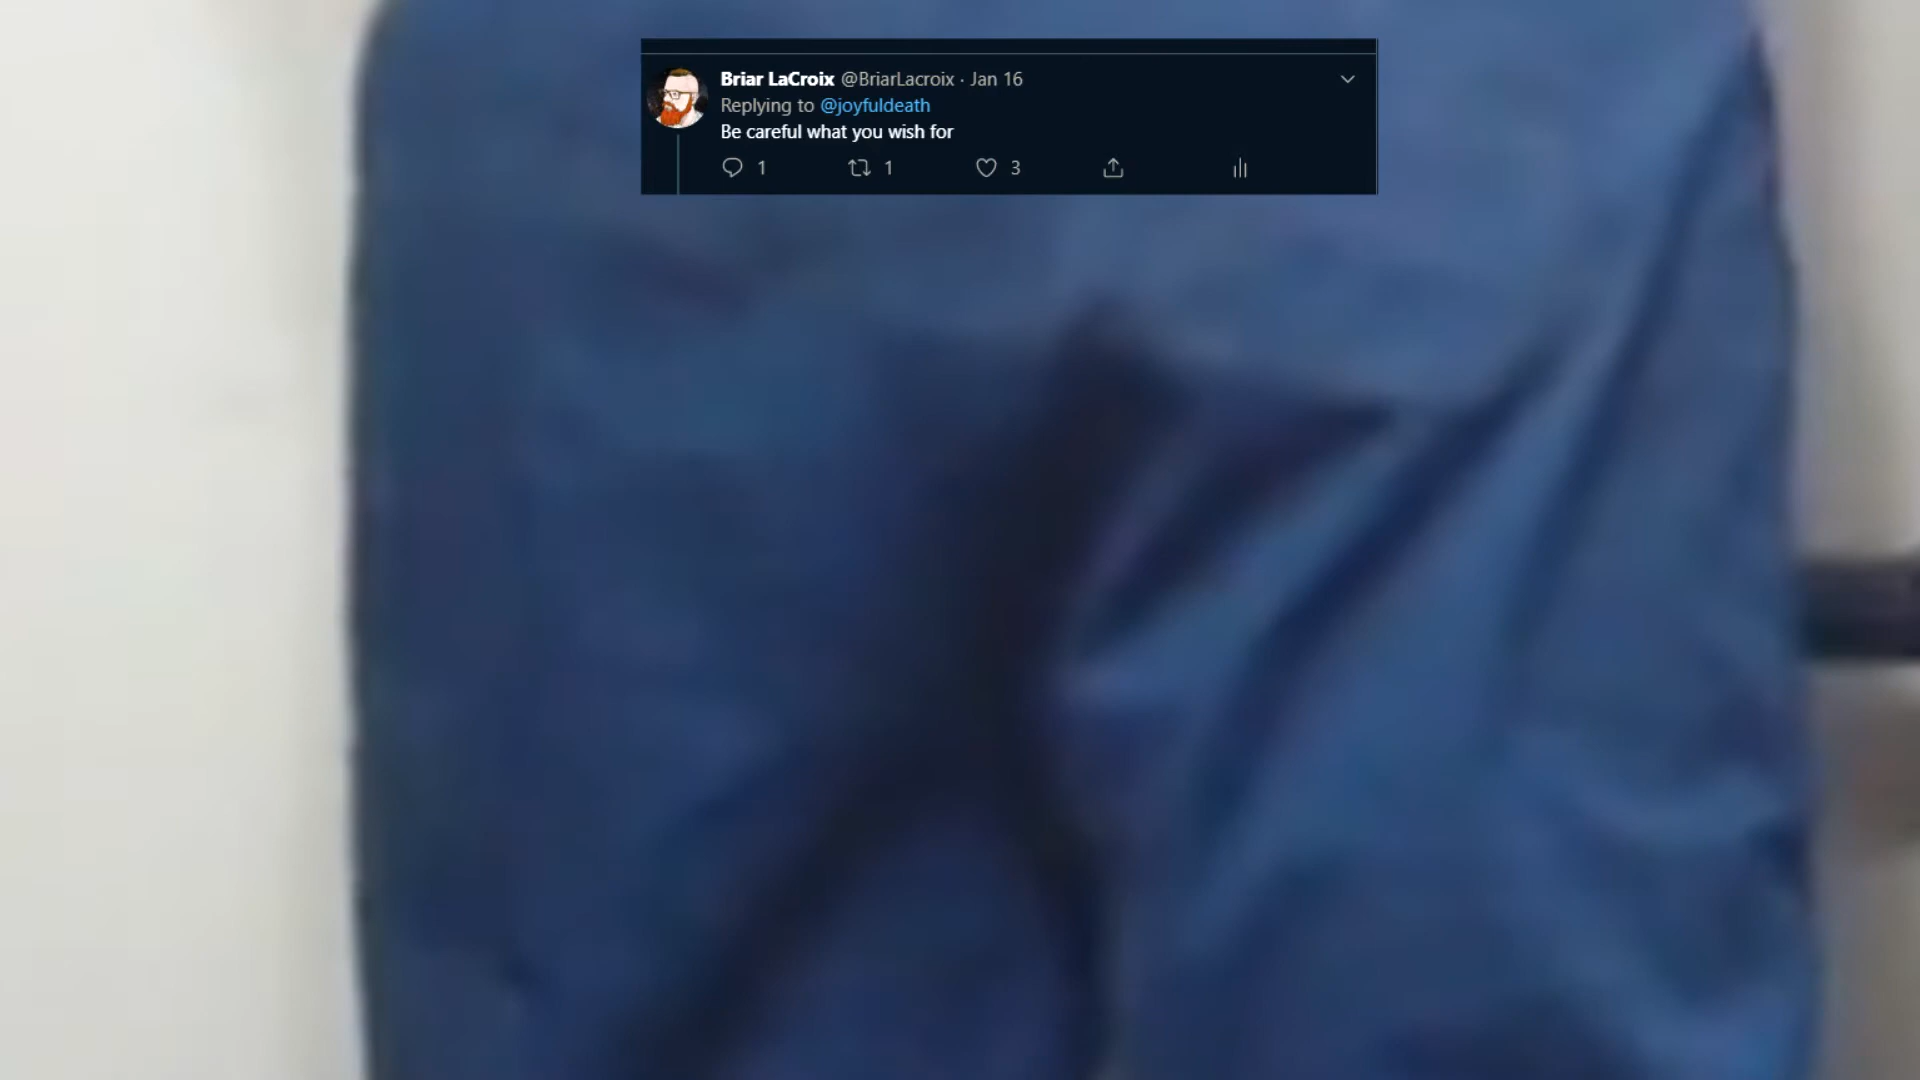 Briar LaCroix @BriarLacroix · Jan 16
Replying to @joyfuldeath
Be careful what you wish for
1 1 3